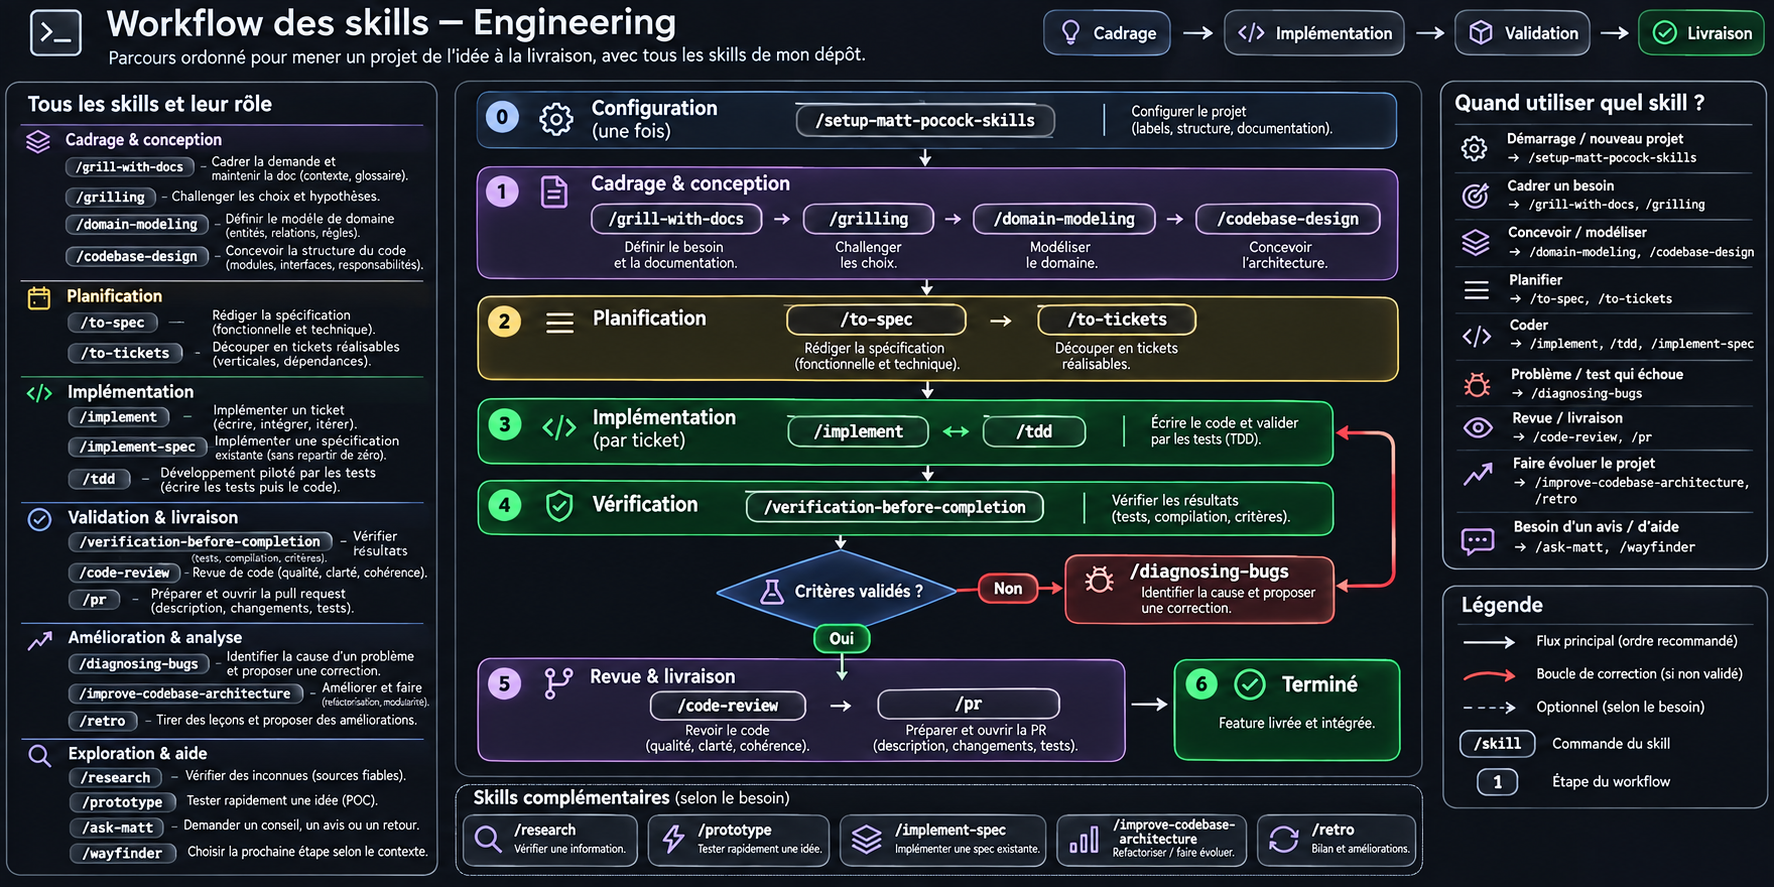 >_
Workflow des skills — Engineering
Parcours ordonné pour mener un projet de l'idée à la livraison, avec tous les skills de mon dépôt.
Cadrage
</> Implémentation
Validation
Livraison
Tous les skills et leur rôle
Cadrage & conception
/grill-with-docs – Cadrer la demande et
maintenir la doc (contexte, glossaire).
/grilling – Challenger les choix et hypothèses.
/domain-modeling – Définir le modéle de domaine
(entités, relations, régles).
/codebase-design – Concevoir la structure du code
(modules, interfaces, responsabilités).
Planification
/to-spec — Rédiger la spécification
(fonctionnelle et technique).
/to-tickets - Découper en tickets réalisables
(verticales, dépendances).
</> Implémentation
/implement – Implémenter un ticket
(écrire, intégrer, itérer).
/implement-spec Implémenter une spécification
existante (sans repartir de zéro).
/tdd – Développement piloté par les tests
(écrire les tests puis le code).
Validation & livraison
/verification-before-completion – Vérifier
résultats
(tests, compilation, critères).
/code-review – Revue de code (qualité, clarté, cohérence).
/pr – Préparer et ouvrir la pull request
(description, changements, tests).
Amélioration & analyse
/diagnosing-bugs – Identifier la cause d'un problème
et proposer une correction.
/improve-codebase-architecture – Améliorer et faire
(refactorisation, modularité).
/retro – Tirer des leçons et proposer des améliorations.
Exploration & aide
/research – Vérifier des inconnues (sources fiables).
/prototype Tester rapidement une idée (POC).
/ask-matt – Demander un conseil, un avis ou un retour.
/wayfinder Choisir la prochaine étape selon le contexte.
0 Configuration
(une fois)
/setup-matt-pocock-skills
Configurer le projet
(labels, structure, documentation).
1 Cadrage & conception
/grill-with-docs → /grilling → /domain-modeling → /codebase-design
Définir le besoin
et la documentation.
Challenger
les choix.
Modéliser
le domaine.
Concevoir
l'architecture.
2 Planification
/to-spec → /to-tickets
Rédiger la spécification
(fonctionnelle et technique).
Découper en tickets
réalisables.
3 </> Implémentation
(par ticket)
/implement ↔ /tdd
Écrire le code et valider
par les tests (TDD).
4 Vérification
/verification-before-completion
Vérifier les résultats
(tests, compilation, critères).
Critères validés ?
Non
/diagnosing-bugs
Identifier la cause et proposer
une correction.
Oui
5 Revue & livraison
/code-review → /pr
Revoir le code
(qualité, clarté, cohérence).
Préparer et ouvrir la PR
(description, changements, tests).
6 Terminé
Feature livrée et intégrée.
Skills complémentaires (selon le besoin)
/research
Vérifier une information.
/prototype
Tester rapidement une idée.
/implement-spec
Implémenter une spec existante.
/improve-codebase-
architecture
Refactoriser / faire évoluer.
/retro
Bilan et améliorations.
Quand utiliser quel skill ?
Démarrage / nouveau projet
→ /setup-matt-pocock-skills
Cadrer un besoin
→ /grill-with-docs, /grilling
Concevoir / modéliser
→ /domain-modeling, /codebase-design
Planifier
→ /to-spec, /to-tickets
</> Coder
→ /implement, /tdd, /implement-spec
Problème / test qui échoue
→ /diagnosing-bugs
Revue / livraison
→ /code-review, /pr
Faire évoluer le projet
→ /improve-codebase-architecture,
/retro
Besoin d'un avis / d'aide
→ /ask-matt, /wayfinder
Légende
Flux principal (ordre recommandé)
Boucle de correction (si non validé)
Optionnel (selon le besoin)
/skill Commande du skill
1 Étape du workflow